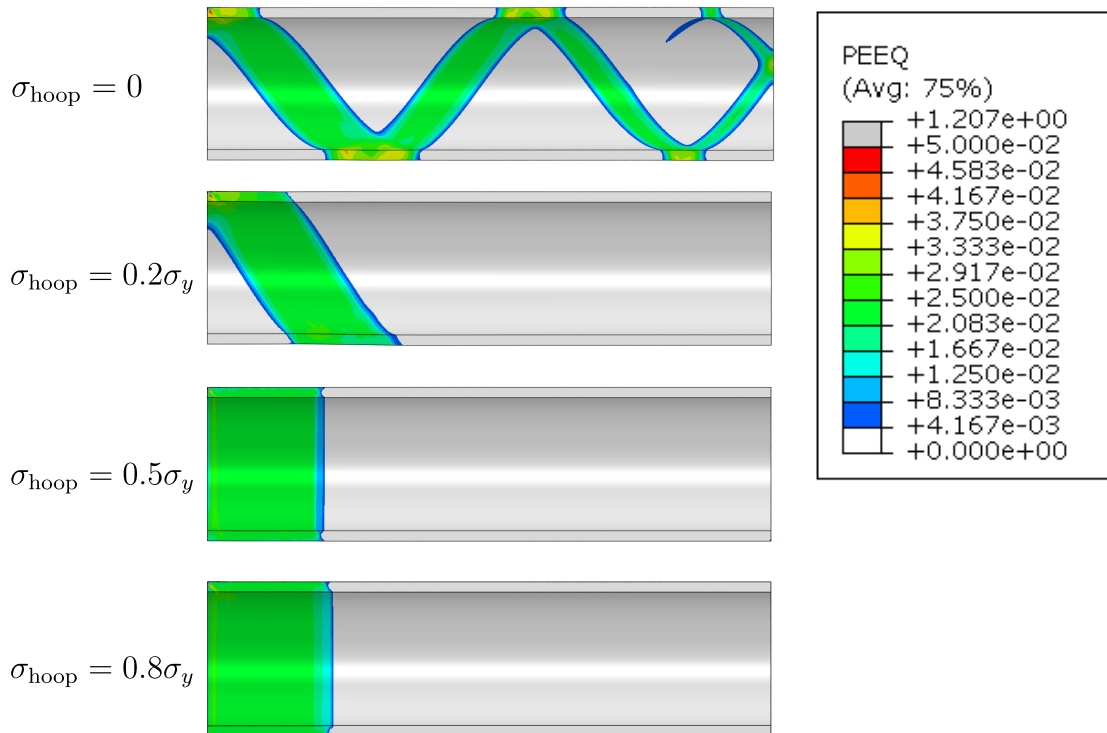 σhoop = 0
σhoop = 0.2σy
σhoop = 0.5σy
σhoop = 0.8σy
PEEQ
(Avg: 75%)
+1.207e+00
+5.000e-02
+4.583e-02
+4.167e-02
+3.750e-02
+3.333e-02
+2.917e-02
+2.500e-02
+2.083e-02
+1.667e-02
+1.250e-02
+8.333e-03
+4.167e-03
+0.000e+00